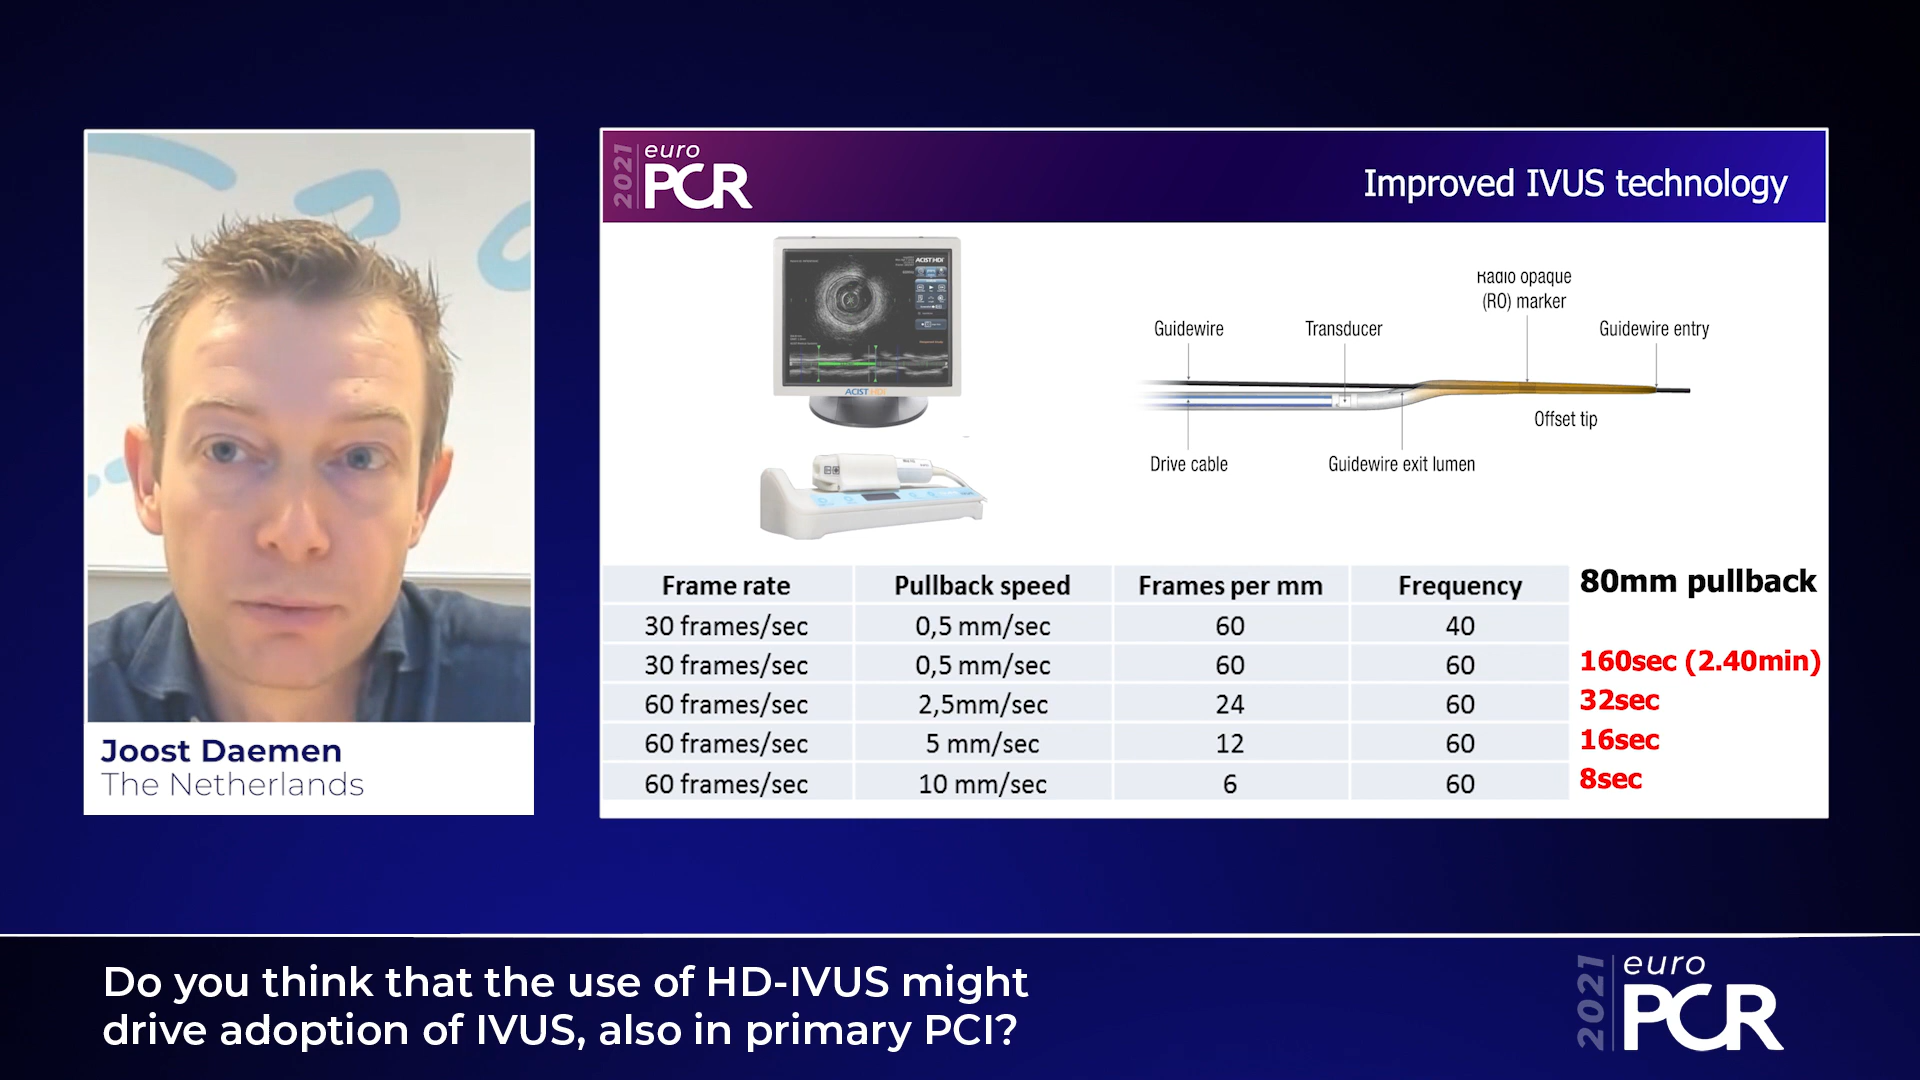 2021 euro PCR
Improved IVUS technology
ACIST HDi
ACIST HDi
Radio opaque
(RO) marker
Guidewire
Transducer
Guidewire entry
Offset tip
Drive cable
Guidewire exit lumen
Frame rate Pullback speed Frames per mm Frequency 80mm pullback
30 frames/sec 0,5 mm/sec 60 40
30 frames/sec 0,5 mm/sec 60 60 160sec (2.40min)
60 frames/sec 2,5mm/sec 24 60 32sec
60 frames/sec 5 mm/sec 12 60 16sec
60 frames/sec 10 mm/sec 6 60 8sec
Joost Daemen
The Netherlands
Do you think that the use of HD-IVUS might
drive adoption of IVUS, also in primary PCI?
2021 euro PCR